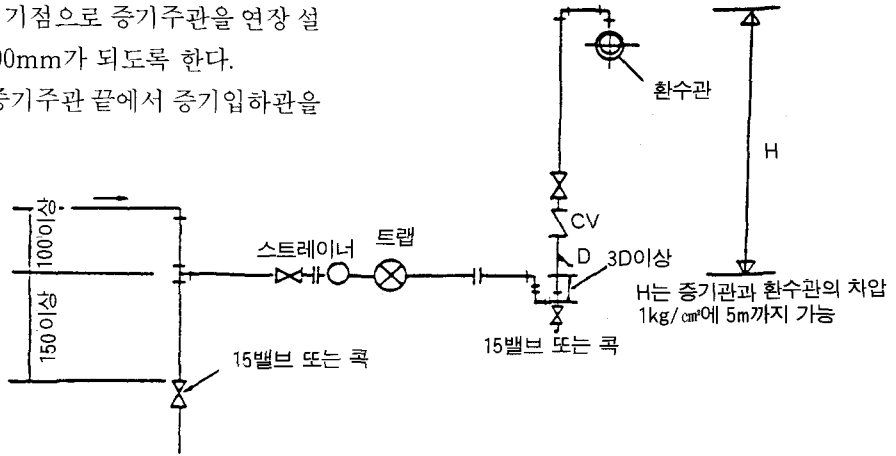 기점으로 증기주관을 연장 설
00mm가 되도록 한다.
증기주관 끝에서 증기입하관을
환수관
H
CV
D
3D이상
스트레이너
트랩
100이상
150이상
H는 증기관과 환수관의 차압
1kg/㎠에 5m까지 가능
15밸브 또는 콕
15밸브 또는 콕